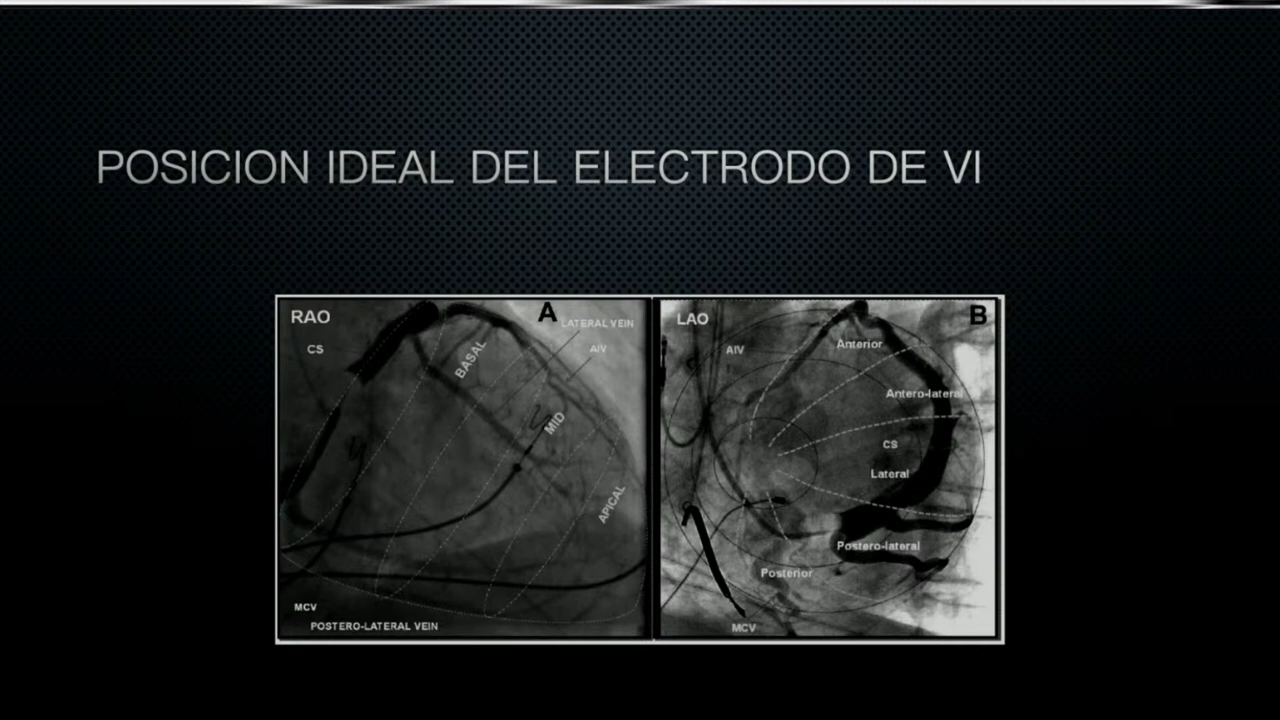 POSICION IDEAL DEL ELECTRODO DE VI
RAO
A
LATERAL VEIN
CS
AIV
BASAL
MID
APICAL
MCV
POSTERO-LATERAL VEIN
LAO
B
AIV
Anterior
Antero-lateral
CS
Lateral
Postero-lateral
Posterior
MCV